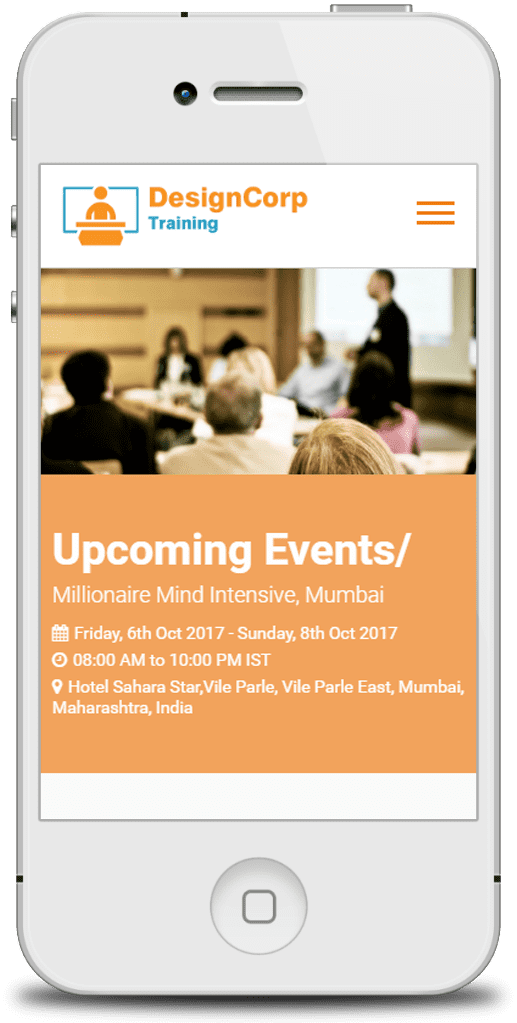 DesignCorp
Training
Upcoming Events/
Millionaire Mind Intensive, Mumbai
Friday, 6th Oct 2017 - Sunday, 8th Oct 2017
08:00 AM to 10:00 PM IST
Hotel Sahara Star,Vile Parle, Vile Parle East, Mumbai,
Maharashtra, India